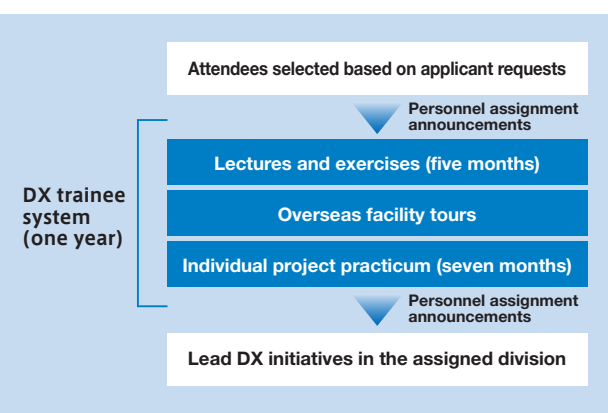 Attendees selected based on applicant requests
Personnel assignment
announcements
DX trainee
system
(one year)
Lectures and exercises (five months)
Overseas facility tours
Individual project practicum (seven months)
Personnel assignment
announcements
Lead DX initiatives in the assigned division